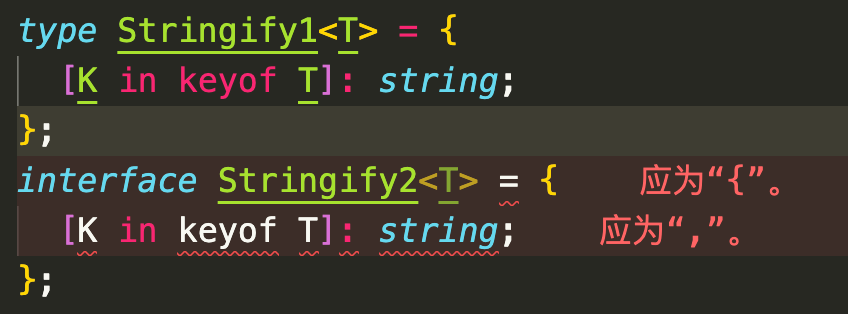 type Stringify1<T> = {
  [K in keyof T]: string;
};
interface Stringify2<T> = { 应为“{”。
  [K in keyof T]: string; 应为“,”。
};